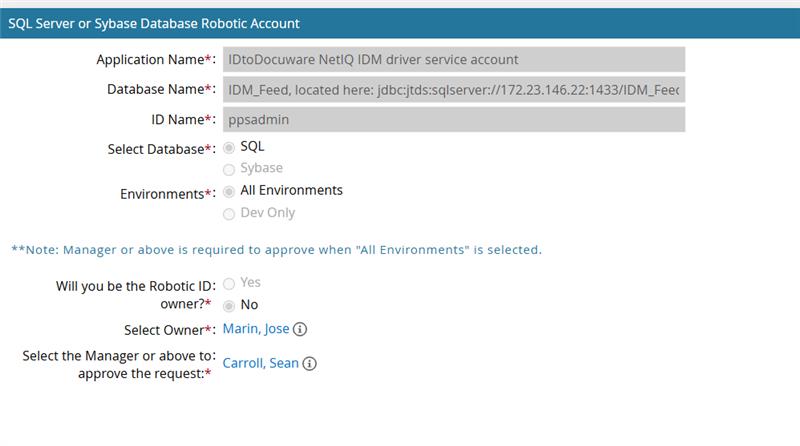 SQL Server or Sybase Database Robotic Account
Application Name*: IDtoDocuware NetIQ IDM driver service account
Database Name*: IDM_Feed, located here: jdbc:jtds:sqlserver://172.23.146.22:1433/IDM_Feed
ID Name*: ppsadmin
Select Database*: SQL
Sybase
Environments*: All Environments
Dev Only
**Note: Manager or above is required to approve when "All Environments" is selected.
Will you be the Robotic ID Yes
owner?* No
Select Owner*: Marin, Jose
Select the Manager or above to:
approve the request:* Carroll, Sean